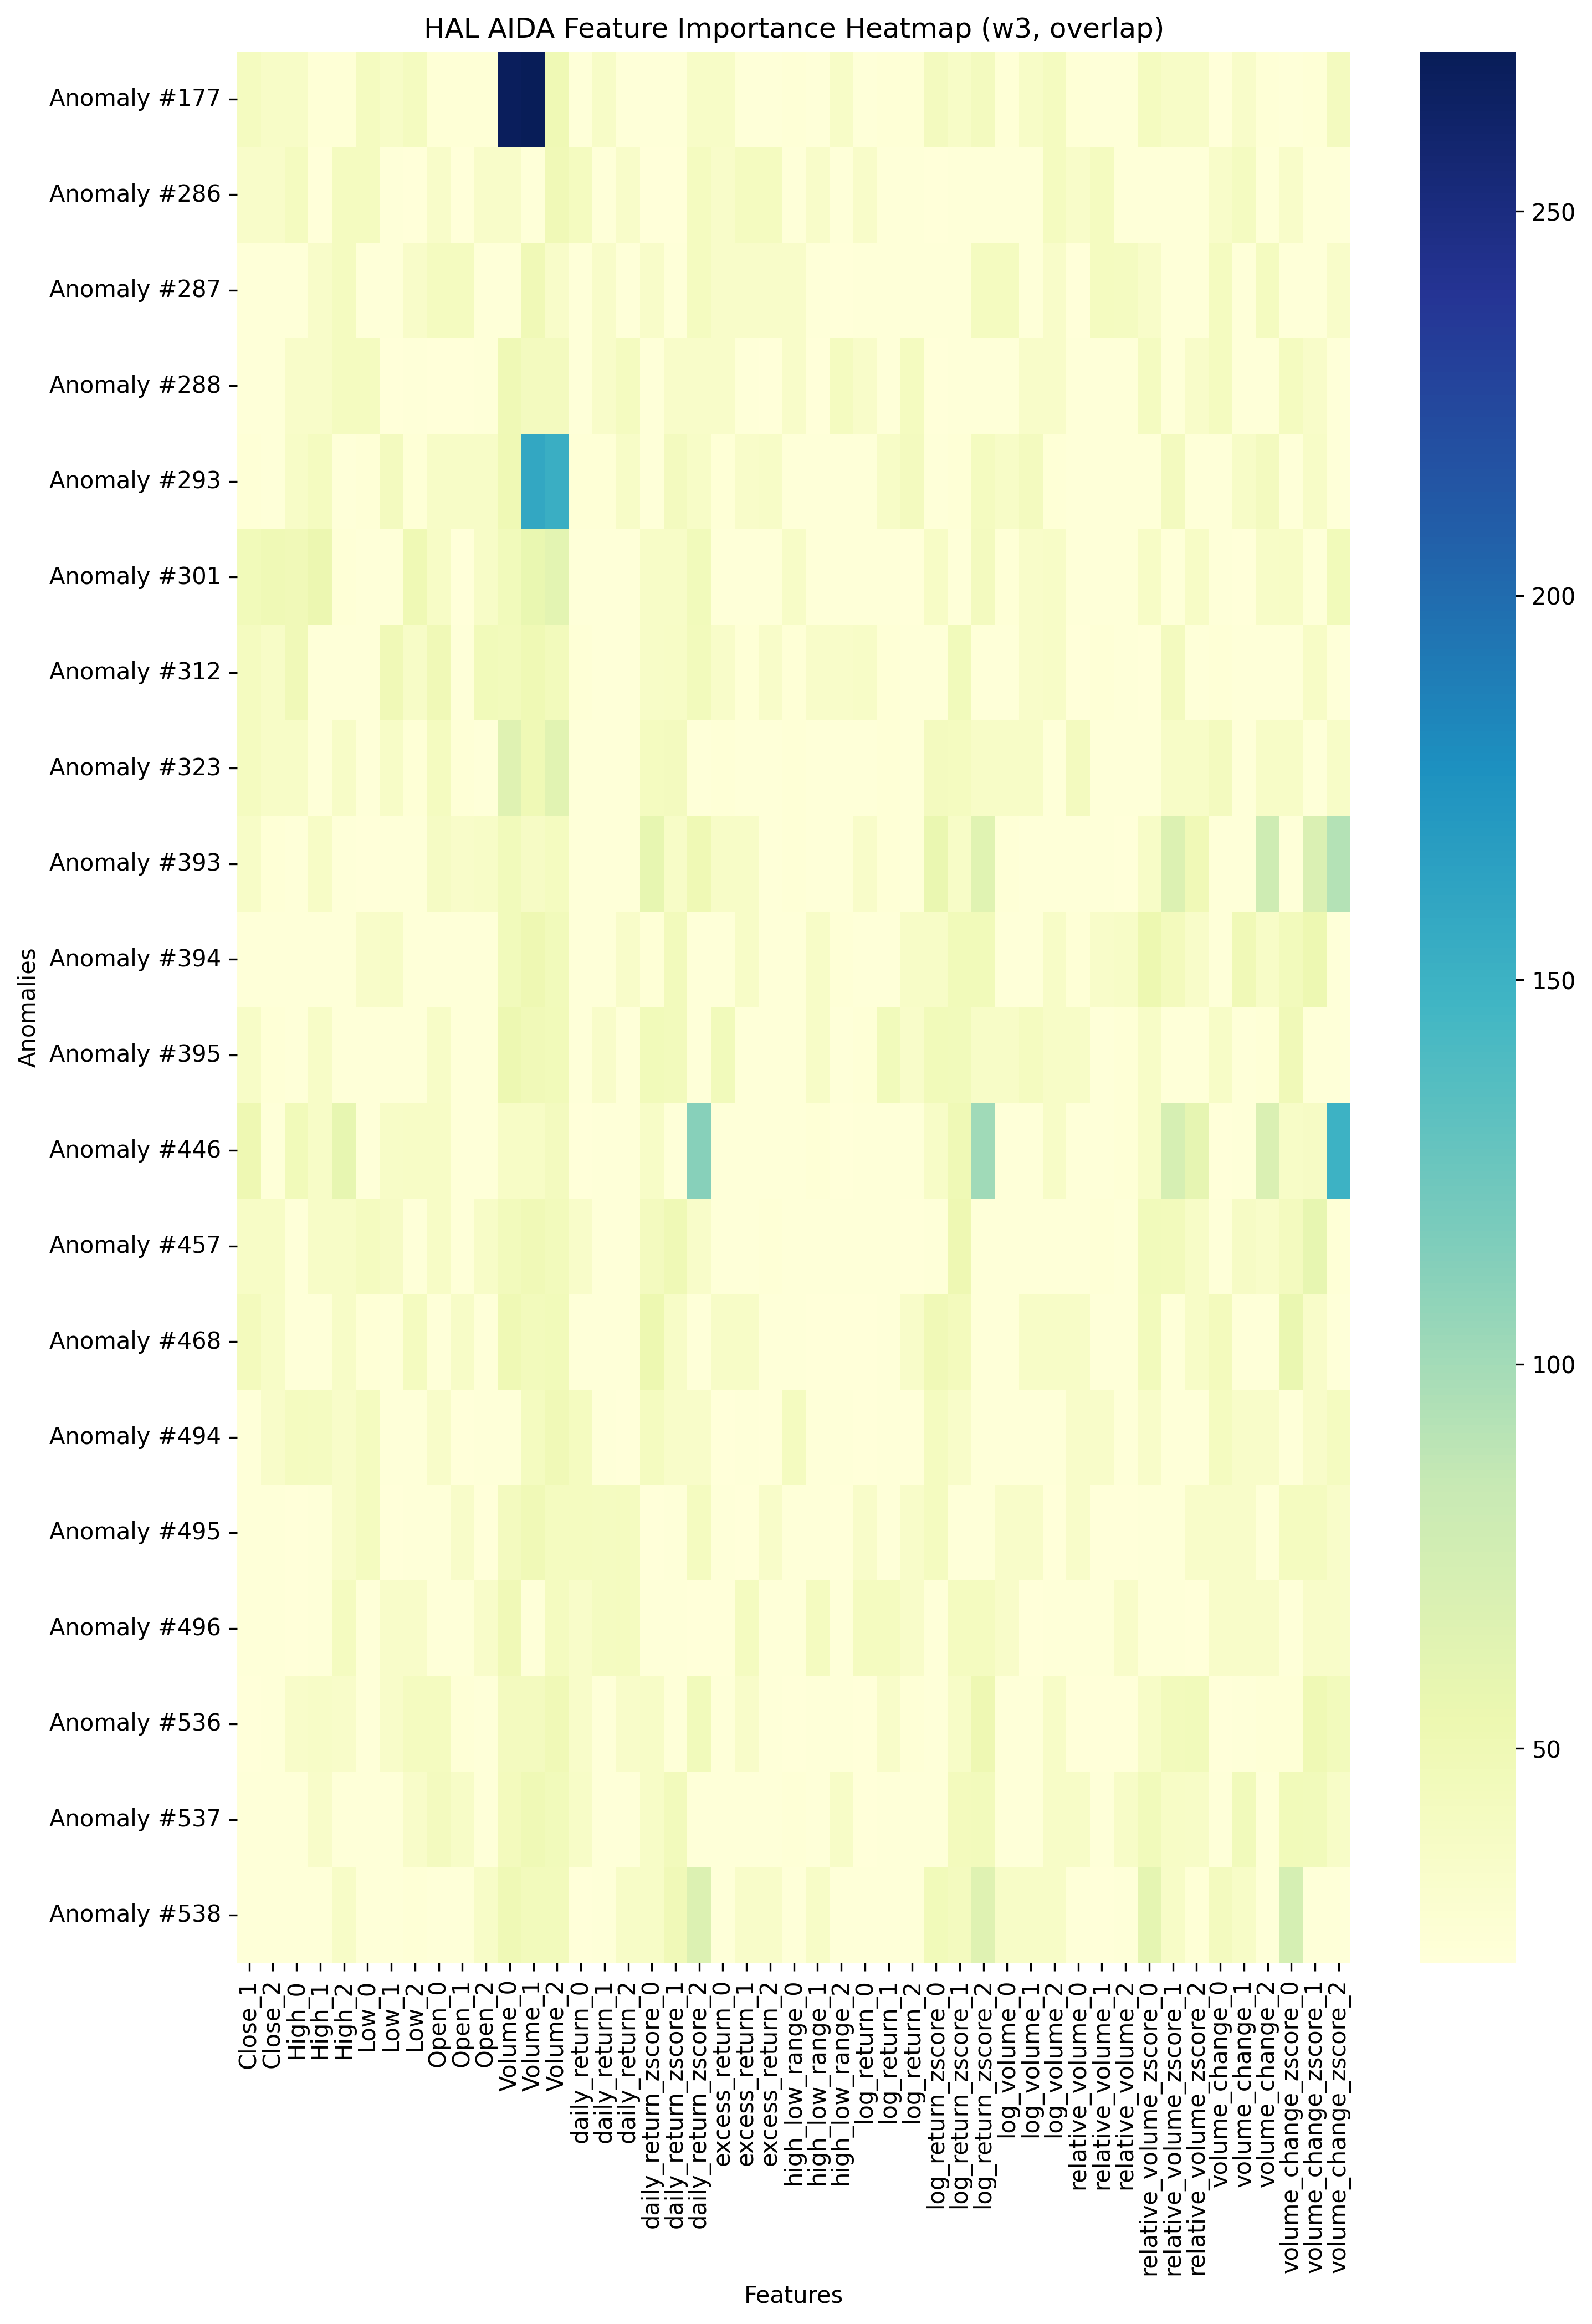 HAL AIDA Feature Importance Heatmap (w3, overlap)
Anomalies
Anomaly #177
Anomaly #286
Anomaly #287
Anomaly #288
Anomaly #293
Anomaly #301
Anomaly #312
Anomaly #323
Anomaly #393
Anomaly #394
Anomaly #395
Anomaly #446
Anomaly #457
Anomaly #468
Anomaly #494
Anomaly #495
Anomaly #496
Anomaly #536
Anomaly #537
Anomaly #538
250
200
150
100
50
Close_1
Close_2
High_0
High_1
High_2
Low_0
Low_1
Low_2
Open_0
Open_1
Open_2
Volume_0
Volume_1
Volume_2
daily_return_0
daily_return_1
daily_return_2
daily_return_zscore_0
daily_return_zscore_1
daily_return_zscore_2
excess_return_0
excess_return_1
excess_return_2
high_low_range_0
high_low_range_1
high_low_range_2
log_return_0
log_return_1
log_return_2
log_return_zscore_0
log_return_zscore_1
log_return_zscore_2
log_volume_0
log_volume_1
log_volume_2
relative_volume_0
relative_volume_1
relative_volume_2
relative_volume_zscore_0
relative_volume_zscore_1
relative_volume_zscore_2
volume_change_0
volume_change_1
volume_change_2
volume_change_zscore_0
volume_change_zscore_1
volume_change_zscore_2
Features